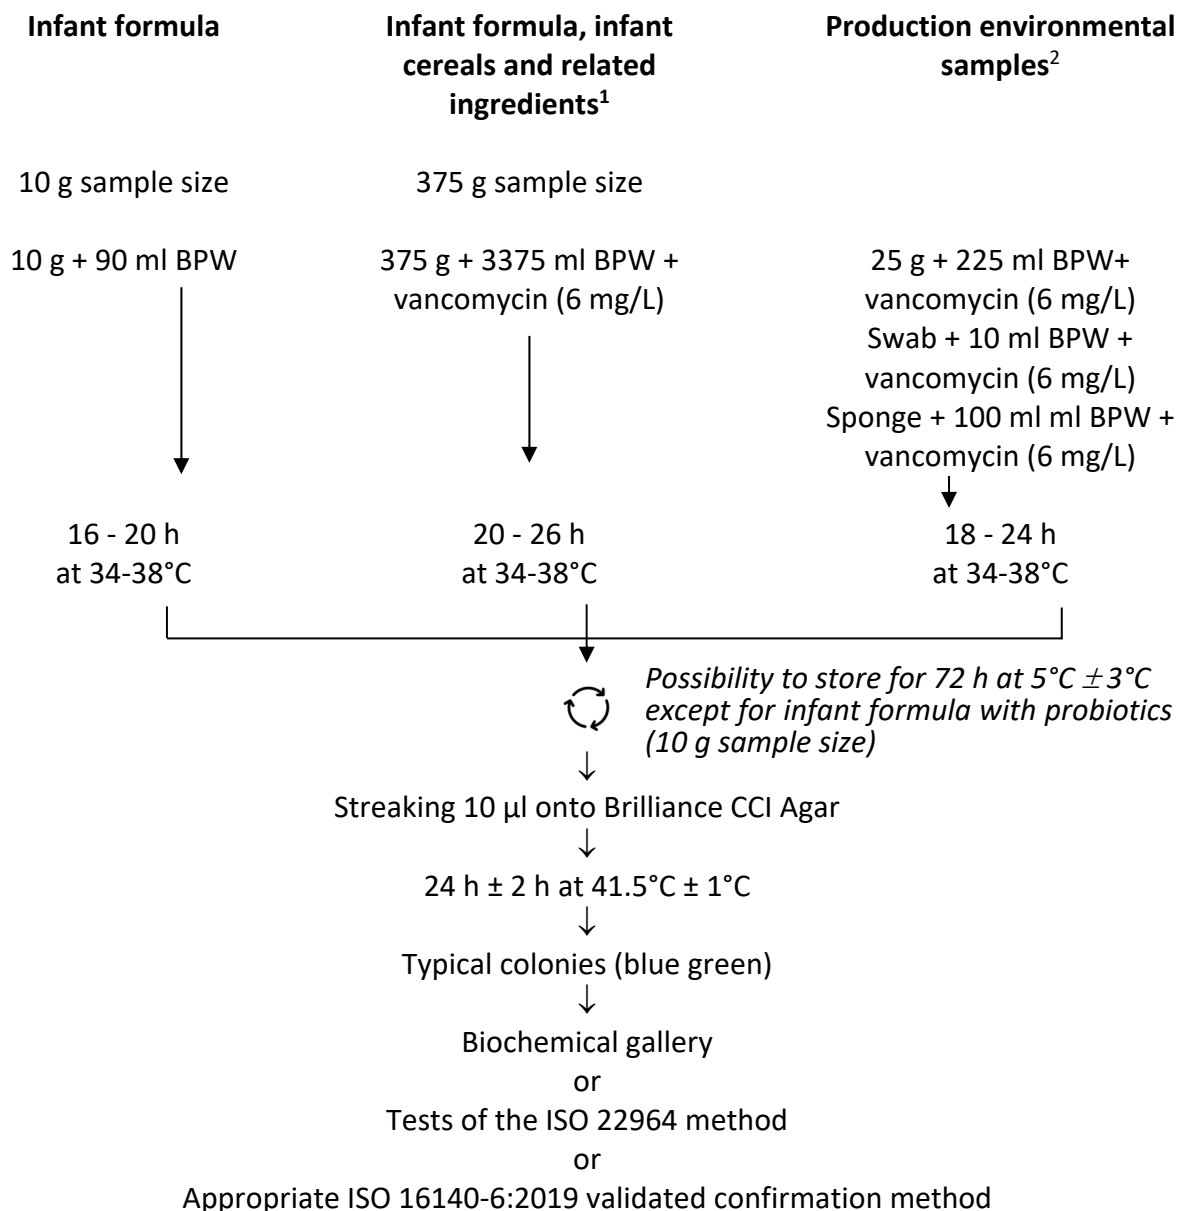 Infant formula
Infant formula, infant
cereals and related
ingredients¹
Production environmental
samples²
10 g sample size
375 g sample size
10 g + 90 ml BPW
375 g + 3375 ml BPW +
vancomycin (6 mg/L)
25 g + 225 ml BPW+
vancomycin (6 mg/L)
Swab + 10 ml BPW +
vancomycin (6 mg/L)
Sponge + 100 ml ml BPW +
vancomycin (6 mg/L)
16 - 20 h
at 34-38°C
20 - 26 h
at 34-38°C
18 - 24 h
at 34-38°C
Possibility to store for 72 h at 5°C ± 3°C
except for infant formula with probiotics
(10 g sample size)
Streaking 10 µl onto Brilliance CCI Agar
24 h ± 2 h at 41.5°C ± 1°C
Typical colonies (blue green)
Biochemical gallery
or
Tests of the ISO 22964 method
or
Appropriate ISO 16140-6:2019 validated confirmation method